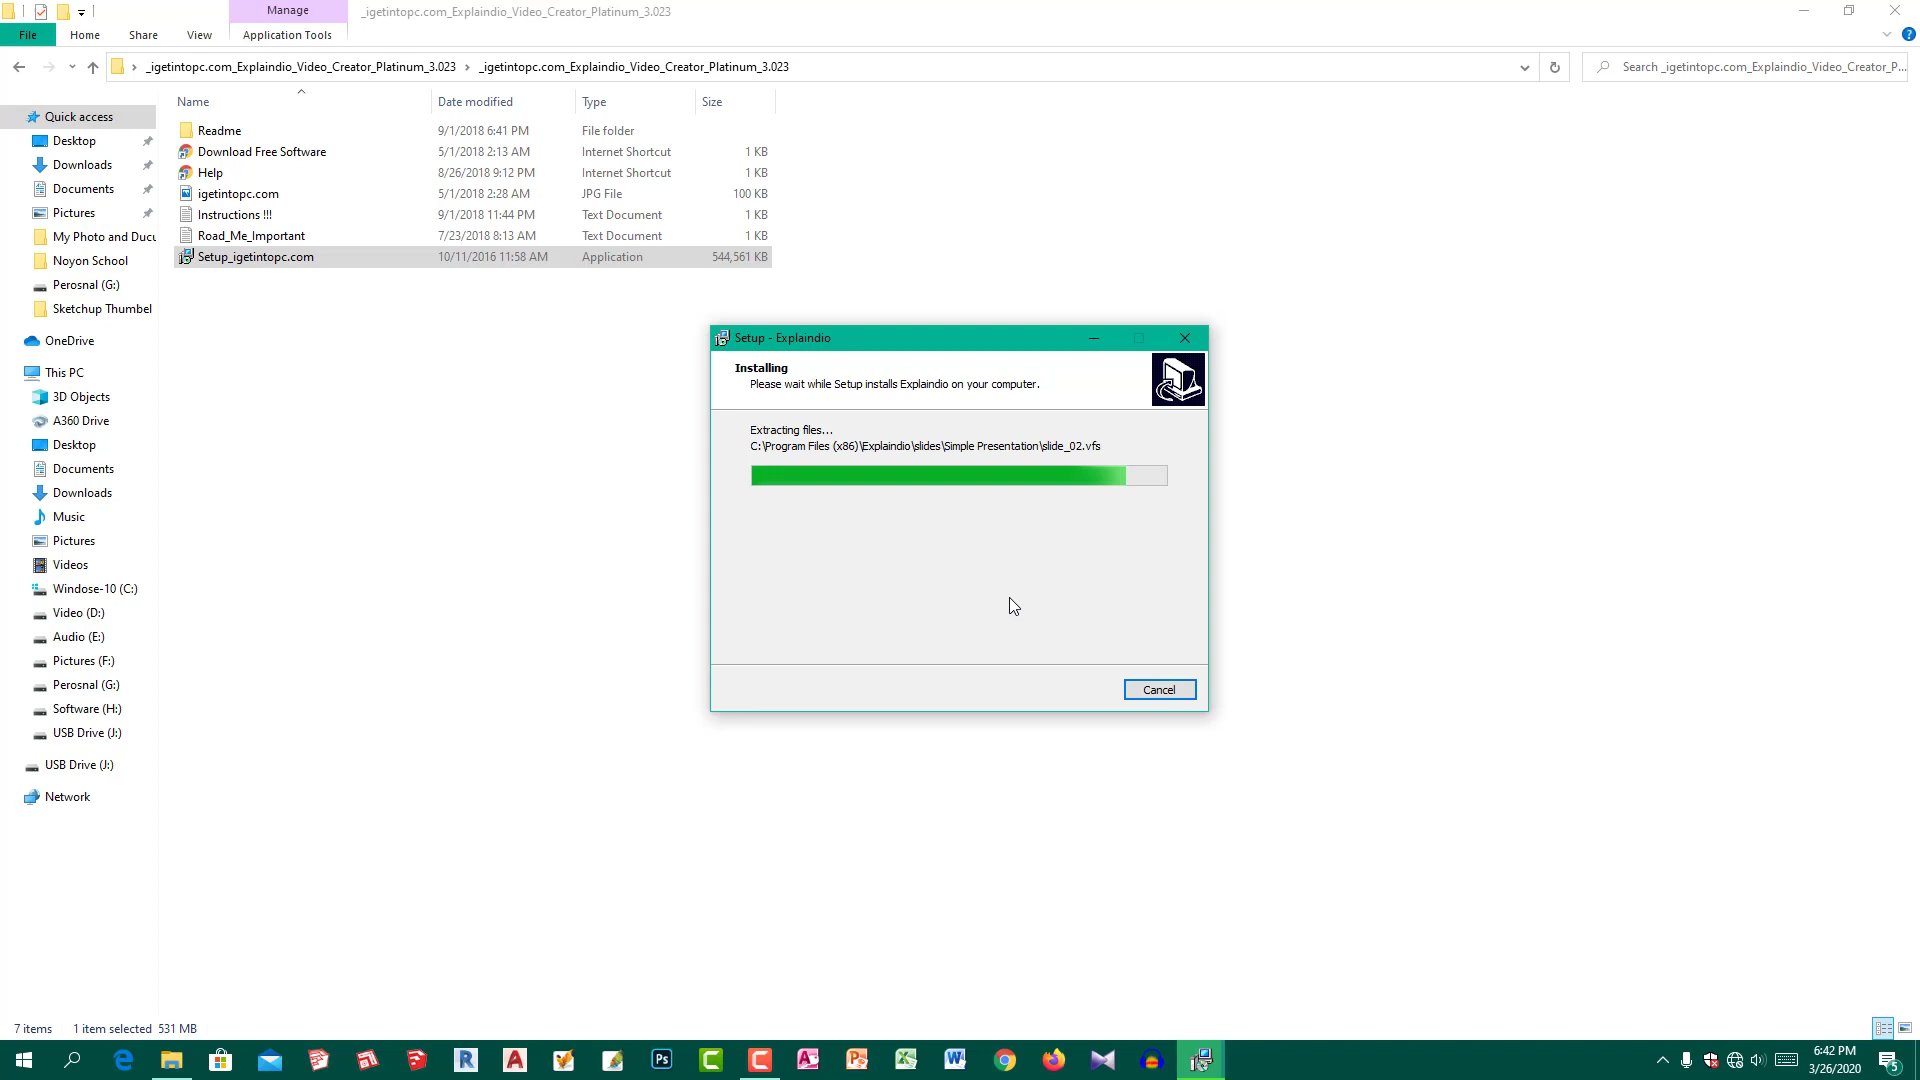 Manage
_igetintopc.com_Explaindio_Video_Creator_Platinum_3.023
File Home Share View Application Tools
_igetintopc.com_Explaindio_Video_Creator_Platinum_3.023 › _igetintopc.com_Explaindio_Video_Creator_Platinum_3.023
Search _igetintopc.com_Explaindio_Video_Creator_P...
Name Date modified Type Size
Readme 9/1/2018 6:41 PM File folder
Download Free Software 5/1/2018 2:13 AM Internet Shortcut 1 KB
Help 8/26/2018 9:12 PM Internet Shortcut 1 KB
igetintopc.com 5/1/2018 2:28 AM JPG File 100 KB
Instructions !!! 9/1/2018 11:44 PM Text Document 1 KB
Road_Me_Important 7/23/2018 8:13 AM Text Document 1 KB
Setup_igetintopc.com 10/11/2016 11:58 AM Application 544,561 KB
Quick access
Desktop
Downloads
Documents
Pictures
My Photo and Docu
Noyon School
Perosnal (G:)
Sketchup Thumbel
OneDrive
This PC
3D Objects
A360 Drive
Desktop
Documents
Downloads
Music
Pictures
Videos
Windose-10 (C:)
Video (D:)
Audio (E:)
Pictures (F:)
Perosnal (G:)
Software (H:)
USB Drive (J:)
USB Drive (J:)
Network
Setup - Explaindio
Installing
Please wait while Setup installs Explaindio on your computer.
Extracting files...
C:\Program Files (x86)\Explaindio\slides\Simple Presentation\slide_02.vfs
Cancel
7 items 1 item selected 531 MB
6:42 PM
3/26/2020
5